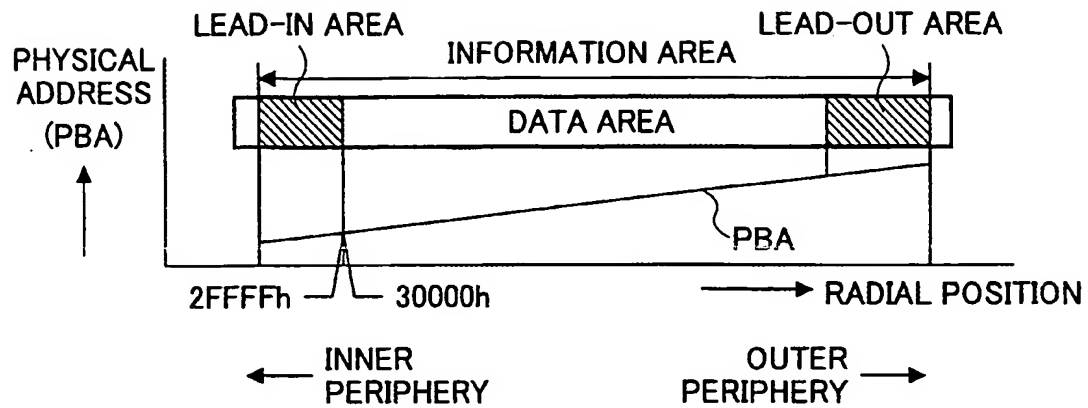 LEAD-IN AREA
LEAD-OUT AREA
INFORMATION AREA
PHYSICAL
ADDRESS
(PBA)
DATA AREA
PBA
2FFFFh
30000h
RADIAL POSITION
INNER
PERIPHERY
OUTER
PERIPHERY